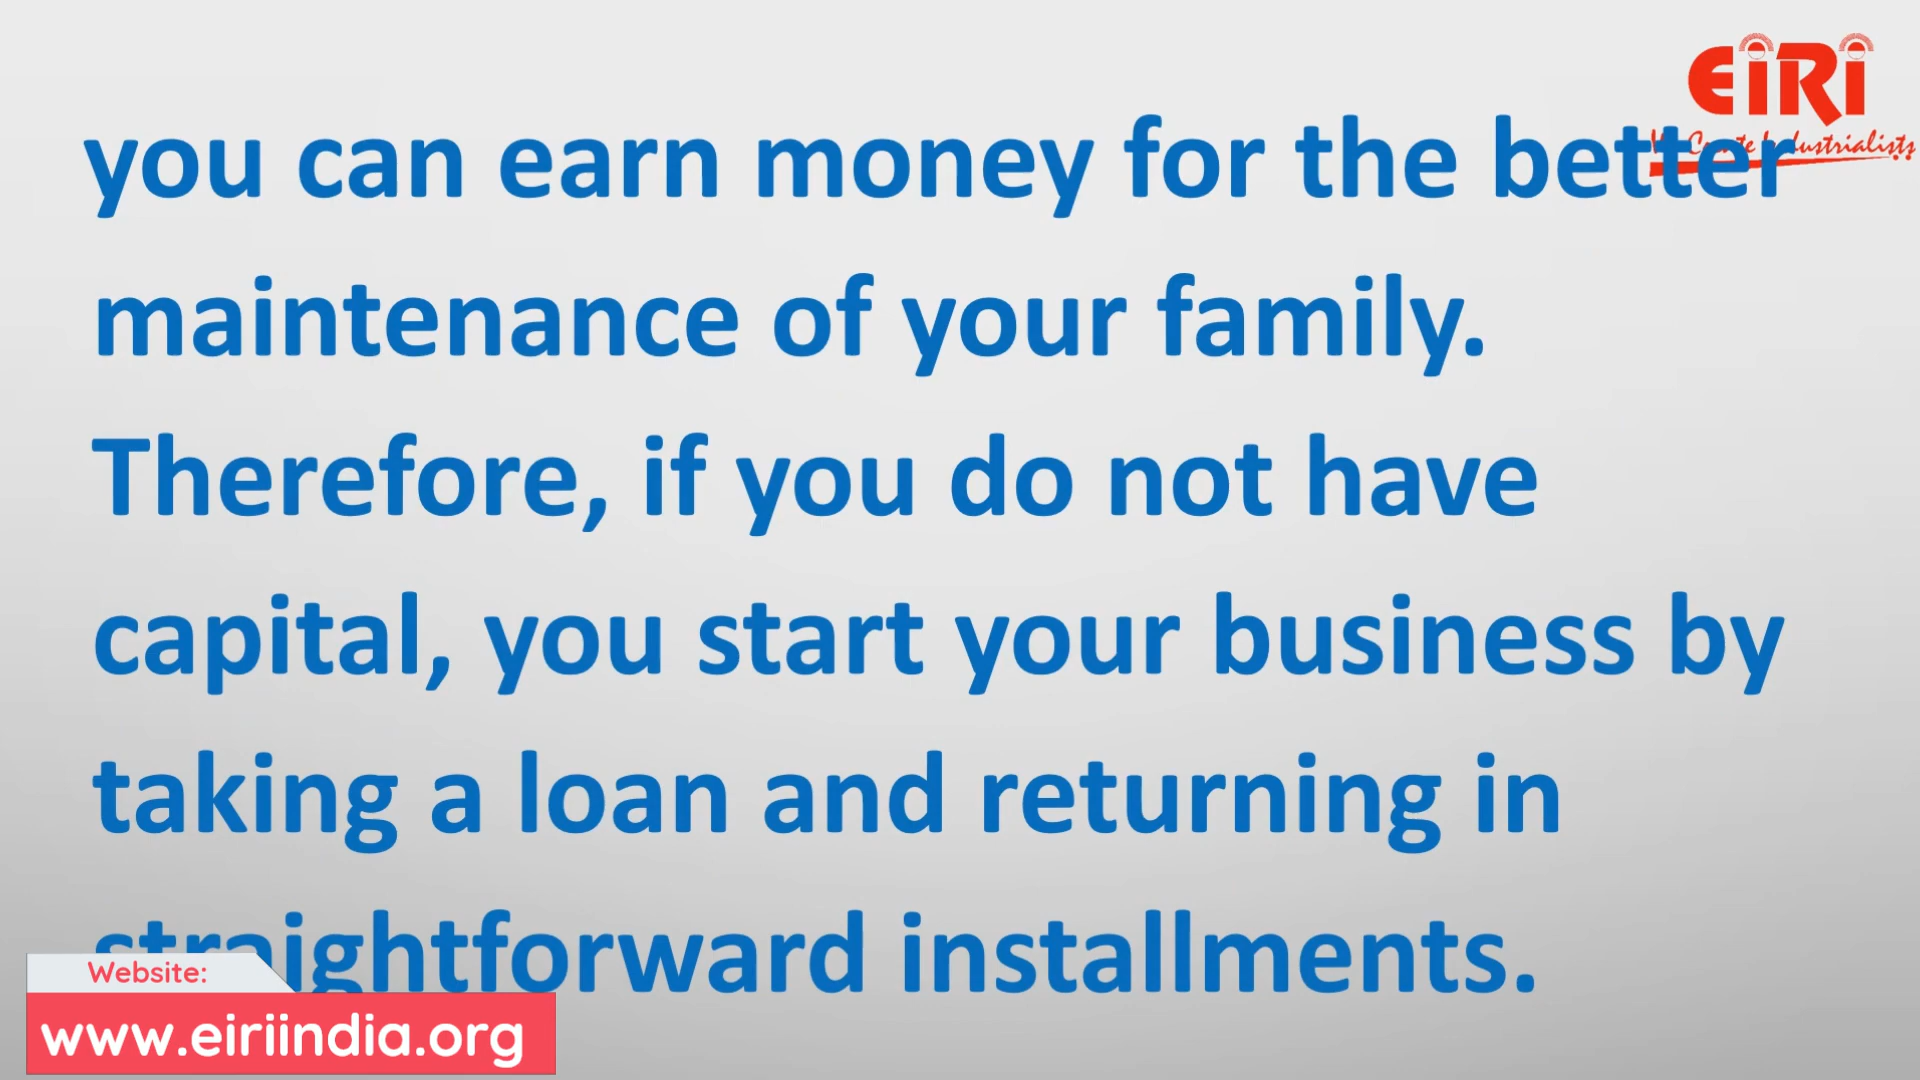 EiRi
you can earn money for the better
maintenance of your family.
Therefore, if you do not have
capital, you start your business by
taking a loan and returning in
straightforward installments.
Website:
www.eiriindia.org